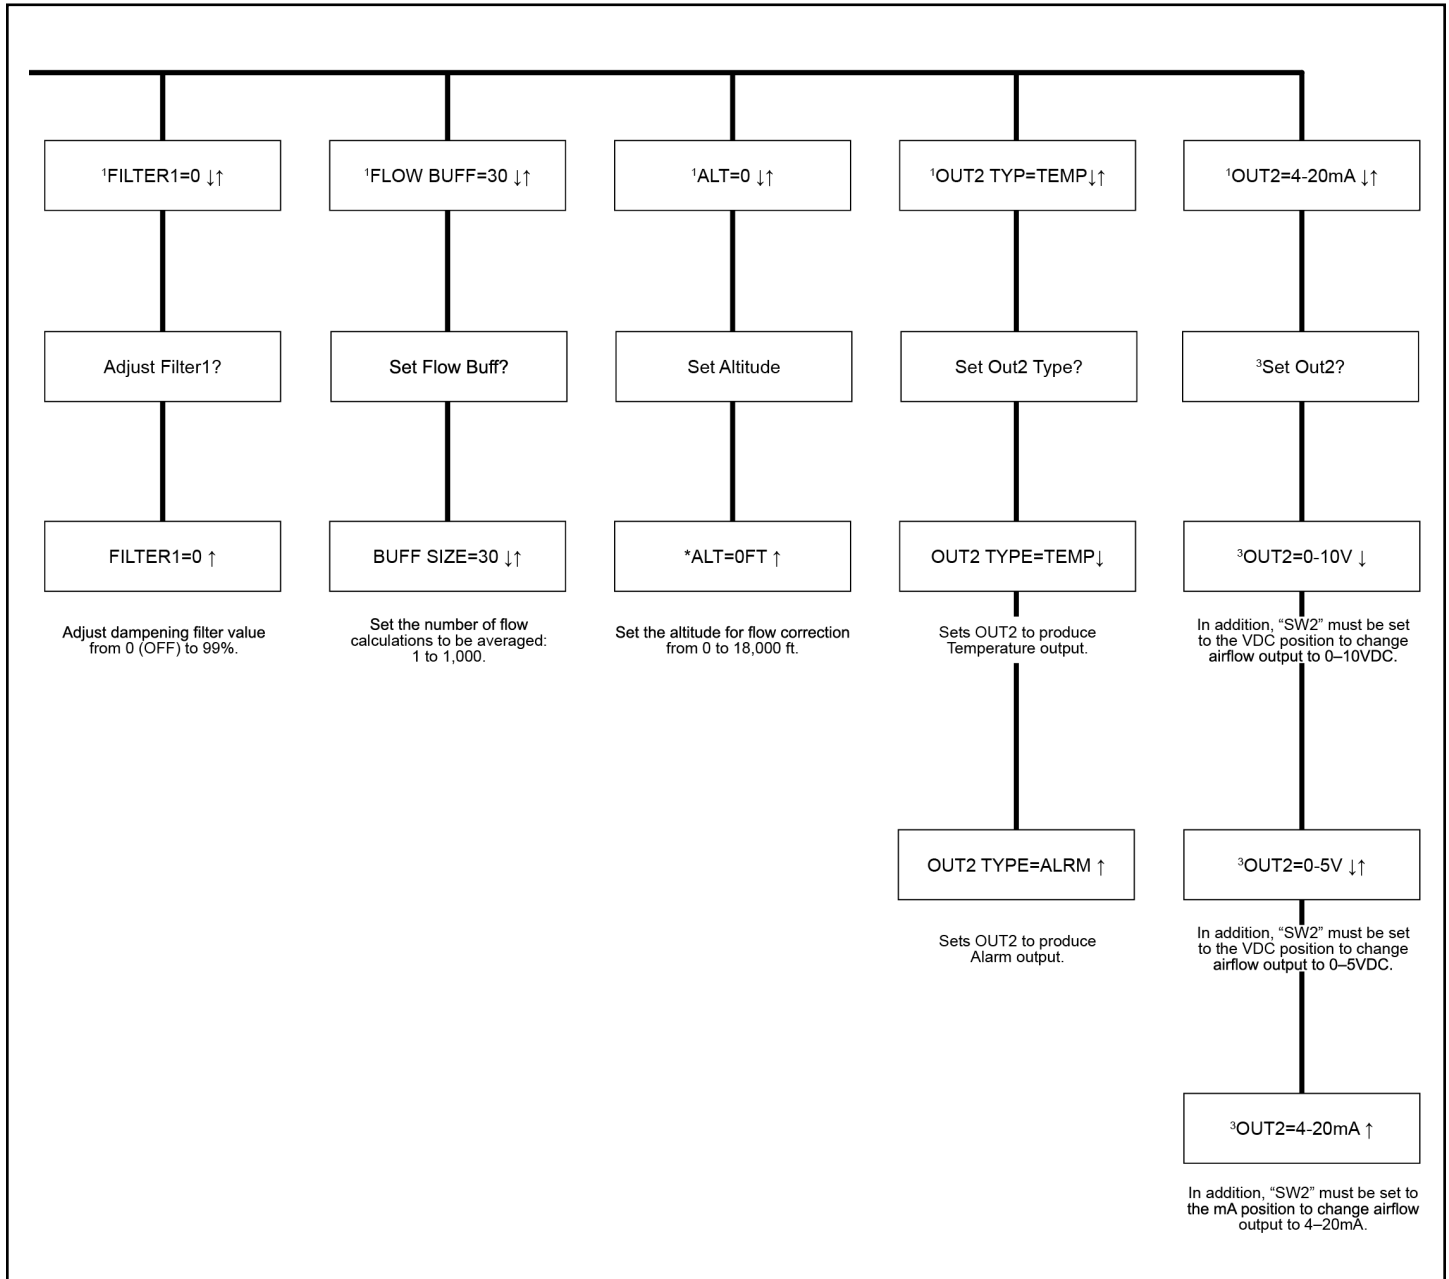 ¹FILTER1=0 ↓↑
¹FLOW BUFF=30 ↓↑
¹ALT=0 ↓↑
¹OUT2 TYP=TEMP↓↑
¹OUT2=4-20mA ↓↑
Adjust Filter1?
Set Flow Buff?
Set Altitude
Set Out2 Type?
³Set Out2?
FILTER1=0 ↑
BUFF SIZE=30 ↓↑
*ALT=0FT ↑
OUT2 TYPE=TEMP↓
³OUT2=0-10V ↓
Adjust dampening filter value
from 0 (OFF) to 99%.
Set the number of flow
calculations to be averaged:
1 to 1,000.
Set the altitude for flow correction
from 0 to 18,000 ft.
Sets OUT2 to produce
Temperature output.
In addition, “SW2” must be set
to the VDC position to change
airflow output to 0–10VDC.
OUT2 TYPE=ALRM ↑
³OUT2=0-5V ↓↑
Sets OUT2 to produce
Alarm output.
In addition, “SW2” must be set
to the VDC position to change
airflow output to 0–5VDC.
³OUT2=4-20mA ↑
In addition, “SW2” must be set to
the mA position to change airflow
output to 4–20mA.